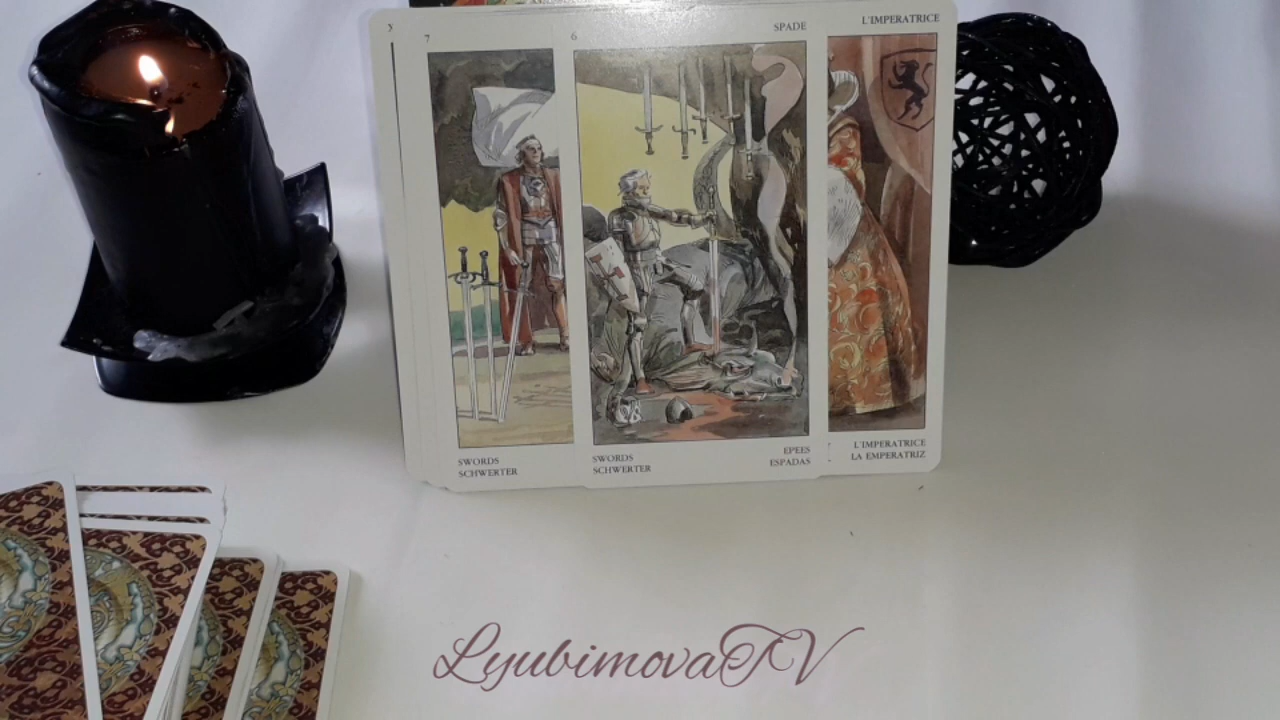 7
6
SPADE
L'IMPERATRICE
SWORDS
SCHWERTER
SWORDS
SCHWERTER
EPEES
ESPADAS
L'IMPERATRICE
LA EMPERATRIZ
LyubimovaTV